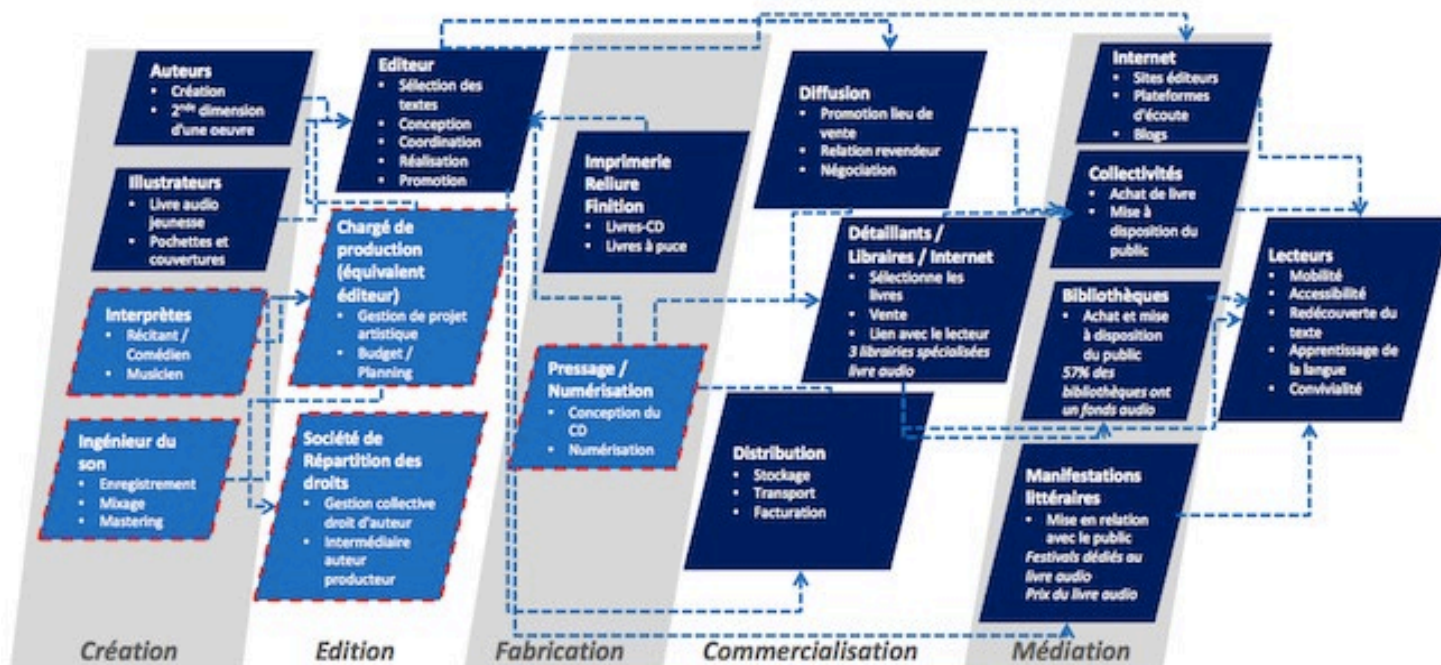 Auteurs
• Création
• 2nde dimension
d'une oeuvre
Illustrateurs
• Livre audio
jeunesse
• Pochettes et
couvertures
Interprètes
• Récitant /
Comédien
• Musicien
Ingénieur du
son
• Enregistrement
• Mixage
• Mastering
Création
Editeur
• Sélection des
textes
• Conception
• Coordination
• Réalisation
• Promotion
Chargé de
production
(équivalent
éditeur)
• Gestion de projet
artistique
• Budget /
Planning
Société de
Répartition des
droits
• Gestion collective
droit d'auteur
• Intermédiaire
auteur
producteur
Edition
Imprimerie
Reliure
Finition
• Livres-CD
• Livres à puce
Pressage /
Numérisation
• Conception du
CD
• Numérisation
Fabrication
Diffusion
• Promotion lieu de
vente
• Relation revendeur
• Négociation
Détaillants /
Libraires / Internet
• Sélectionne les
livres
• Vente
• Lien avec le lecteur
3 librairies spécialisées
livre audio
Distribution
• Stockage
• Transport
• Facturation
Commercialisation
Internet
• Sites éditeurs
• Plateformes
d'écoute
• Blogs
Collectivités
• Achat de livre
• Mise à
disposition du
public
Bibliothèques
• Achat et mise
à disposition
du public
57% des
bibliothèques ont
un fonds audio
Manifestations
littéraires
• Mise en relation
avec le public
Festivals dédiés au
livre audio
Prix du livre audio
Médiation
Lecteurs
• Mobilité
• Accessibilité
• Redécouverte du
texte
• Apprentissage de
la langue
• Convivialité